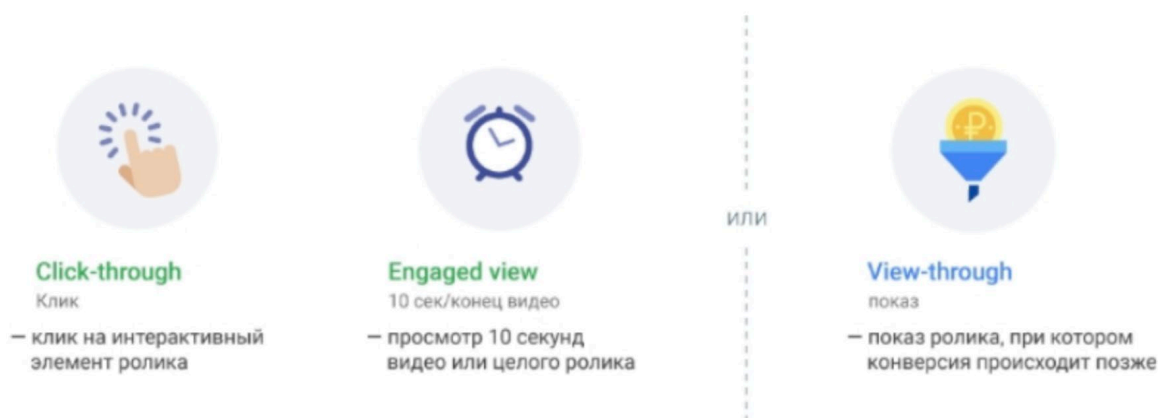 Click-through
Клик
— клик на интерактивный
элемент ролика
Engaged view
10 сек/конец видео
— просмотр 10 секунд
видео или целого ролика
или
View-through
показ
— показ ролика, при котором
конверсия происходит позже